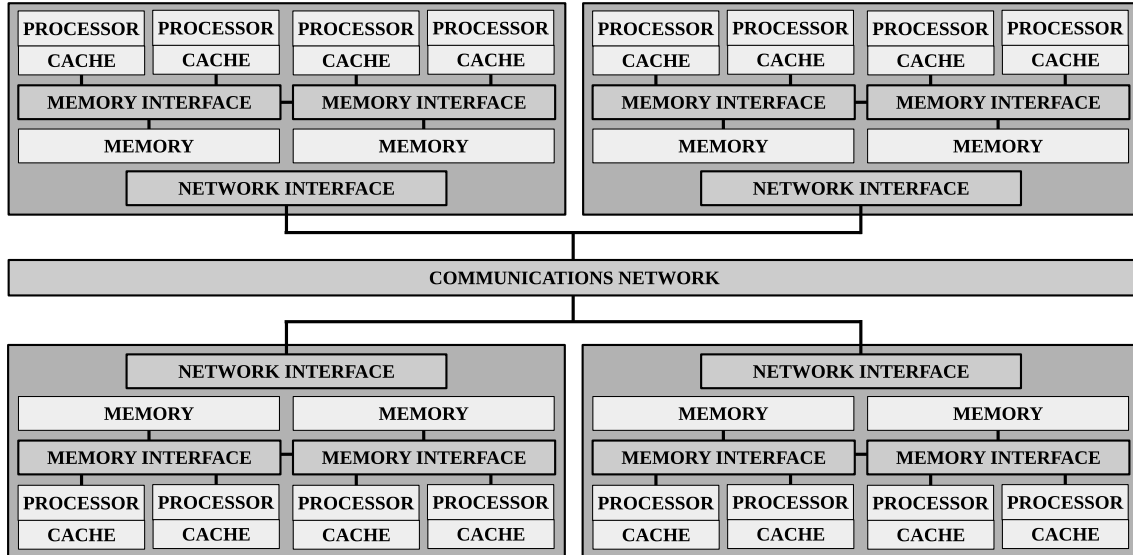 PROCESSOR PROCESSOR PROCESSOR PROCESSOR PROCESSOR PROCESSOR PROCESSOR PROCESSOR
CACHE CACHE CACHE CACHE CACHE CACHE CACHE CACHE
MEMORY INTERFACE MEMORY INTERFACE MEMORY INTERFACE MEMORY INTERFACE
MEMORY MEMORY MEMORY MEMORY
NETWORK INTERFACE NETWORK INTERFACE
COMMUNICATIONS NETWORK
NETWORK INTERFACE NETWORK INTERFACE
MEMORY MEMORY MEMORY MEMORY
MEMORY INTERFACE MEMORY INTERFACE MEMORY INTERFACE MEMORY INTERFACE
PROCESSOR PROCESSOR PROCESSOR PROCESSOR PROCESSOR PROCESSOR PROCESSOR PROCESSOR
CACHE CACHE CACHE CACHE CACHE CACHE CACHE CACHE